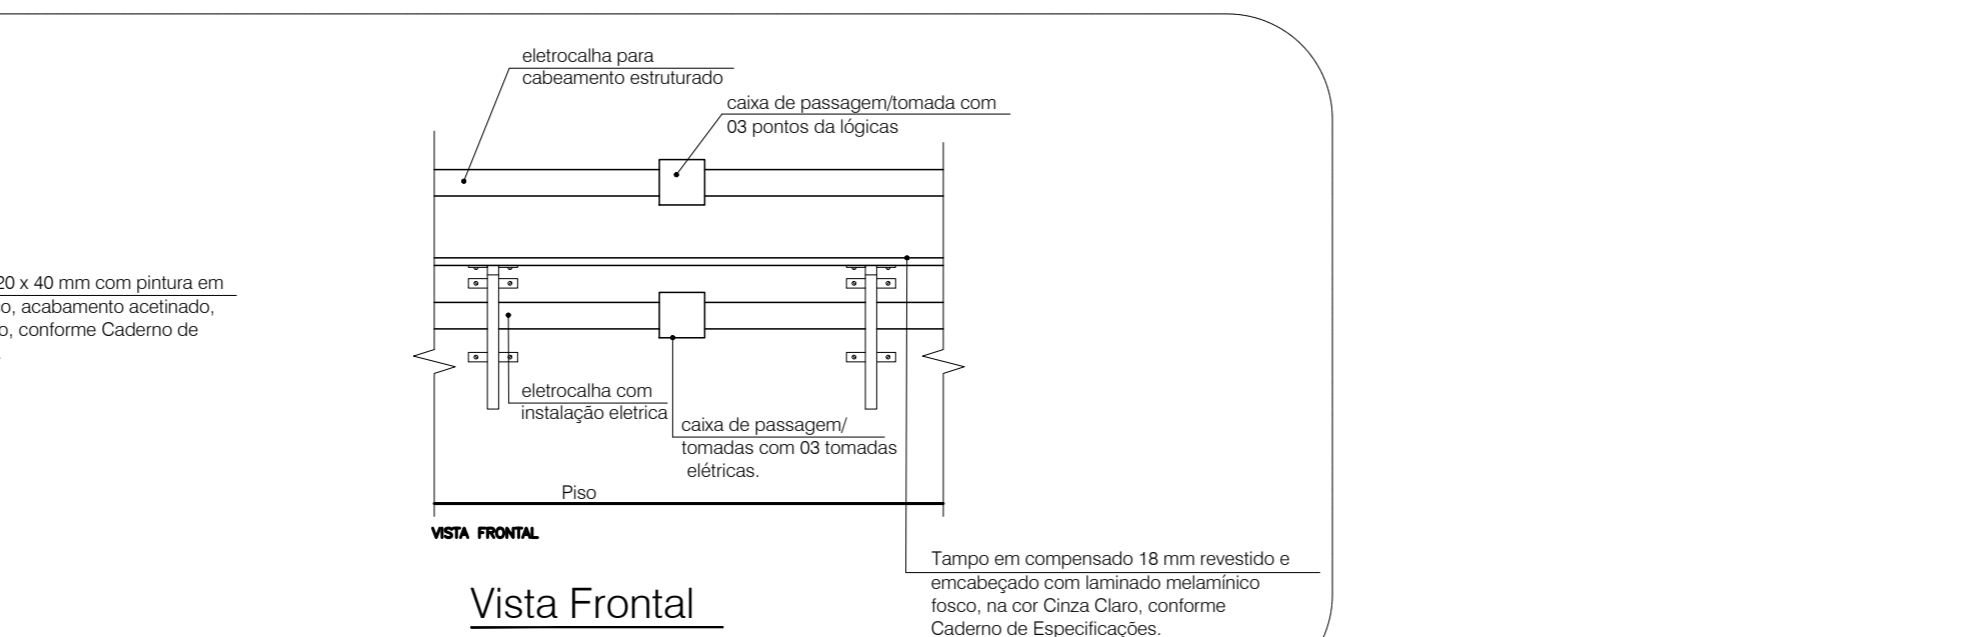 eletrocalha para
cabeamento estruturado
caixa de passagem/tomada com
03 pontos da lógicas
20 x 40 mm com pintura em
o, acabamento acetinado,
o, conforme Caderno de
eletrocalha com
instalação eletrica
caixa de passagem/
tomadas com 03 tomadas
elétricas.
Piso
VISTA FRONTAL
Vista Frontal
Tampo em compensado 18 mm revestido e
emcabeçado com laminado melamínico
fosco, na cor Cinza Claro, conforme
Caderno de Especificações.